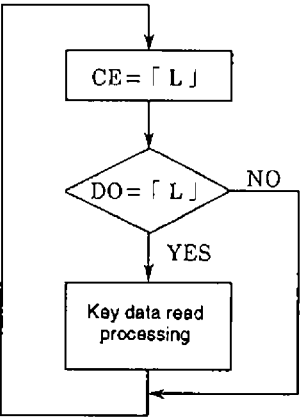 CE=「L」
DO=「L」
NO
YES
Key data read
processing